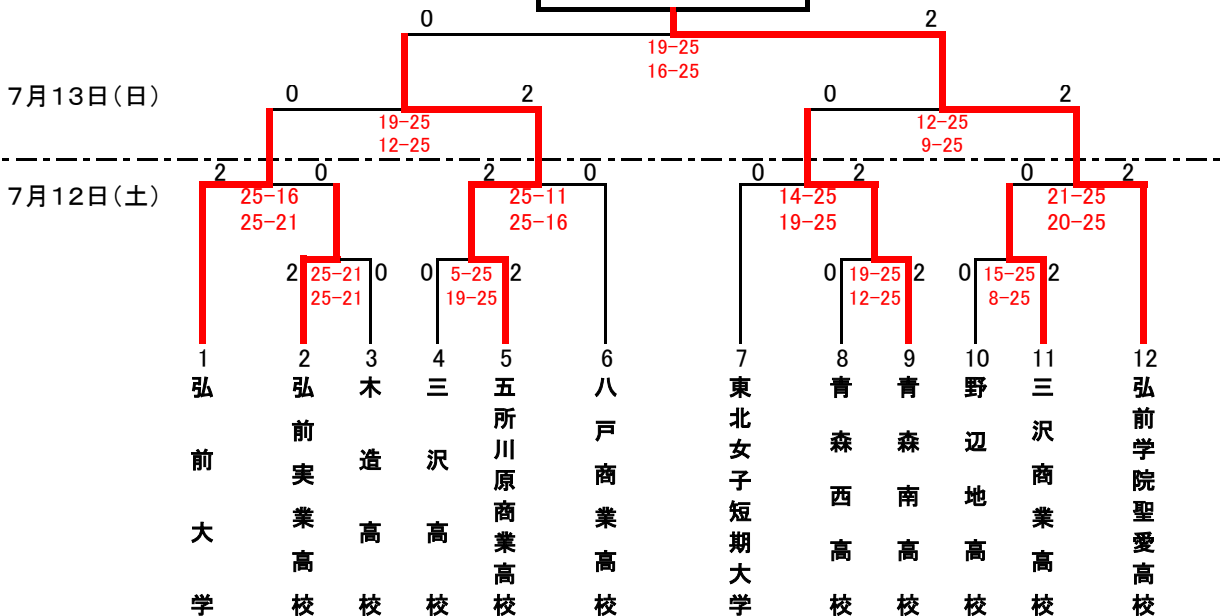 0 2
19-25
16-25
7月13日(日)
0 2 0 2
19-25 12-25
12-25 9-25
7月12日(土)
2 0 2 0 0 2 0 2
25-16 25-11 14-25 21-25
25-21 25-16 19-25 20-25
2 25-21 0 0 5-25 2 0 19-25 2 0 15-25 2
25-21 19-25 12-25 8-25
1 2 3 4 5 6 7 8 9 10 11 12
弘前大学
弘前実業高校
木造高校
三沢高校
五所川原商業高校
八戸商業高校
東北女子短期大学
青森西高校
青森南高校
野辺地高校
三沢商業高校
弘前学院聖愛高校